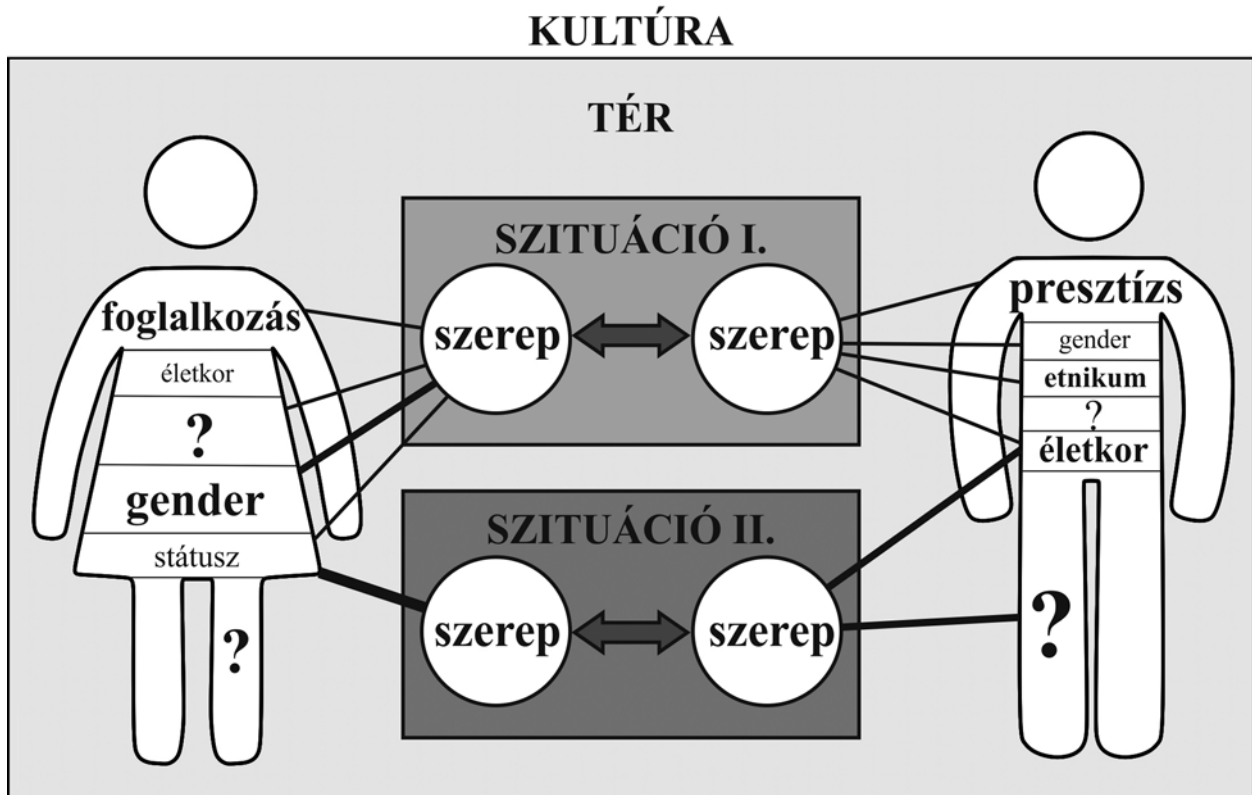 KULTÚRA
TÉR
foglalkozás
életkor
?
gender
státusz
?
SZITUÁCIÓ I.
szerep
szerep
SZITUÁCIÓ II.
szerep
szerep
presztízs
gender
etnikum
?
életkor
?